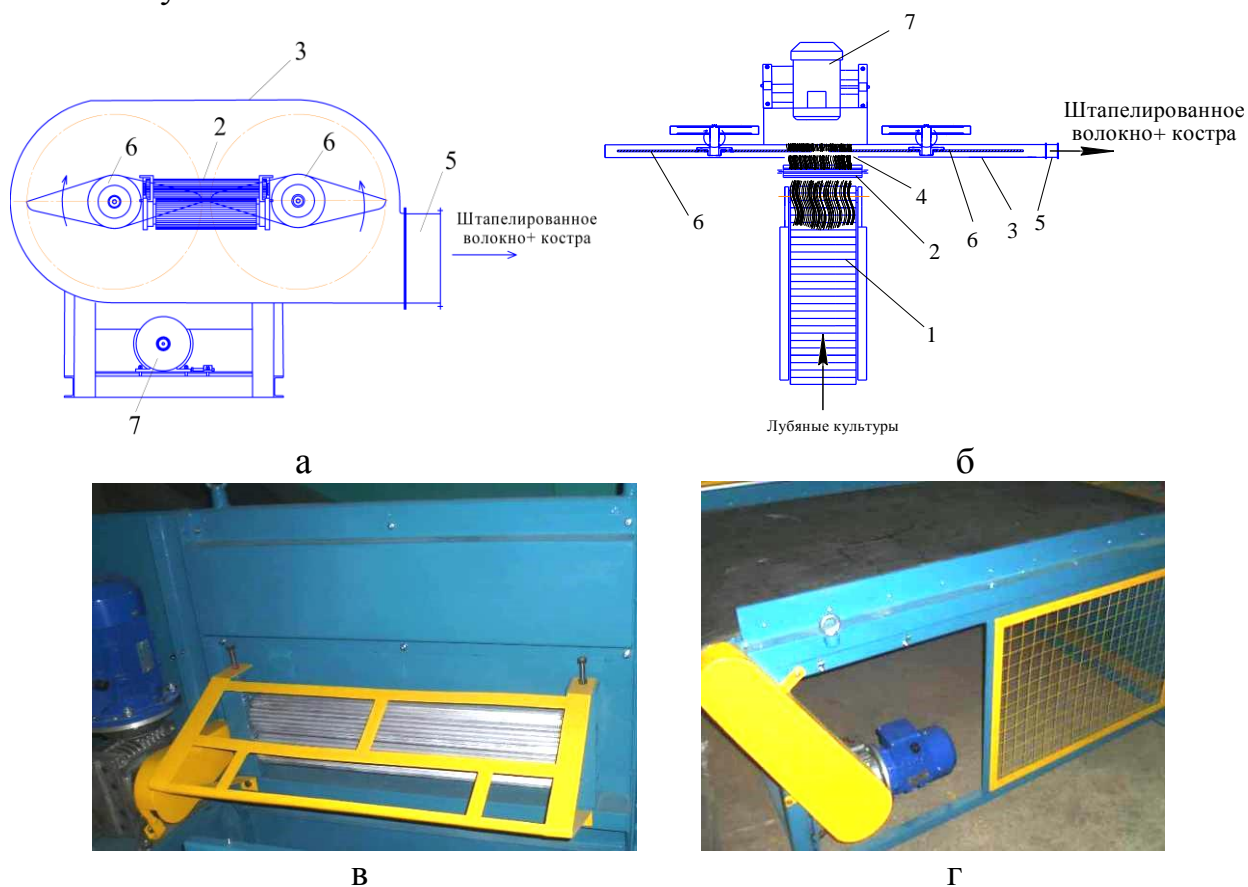 3
2
6
6
5
Штапелированное
волокно+ костра
7
а
7
Штапелированное
волокно+ костра
6
4
2
6
3
5
1
Лубяные культуры
б
в
г